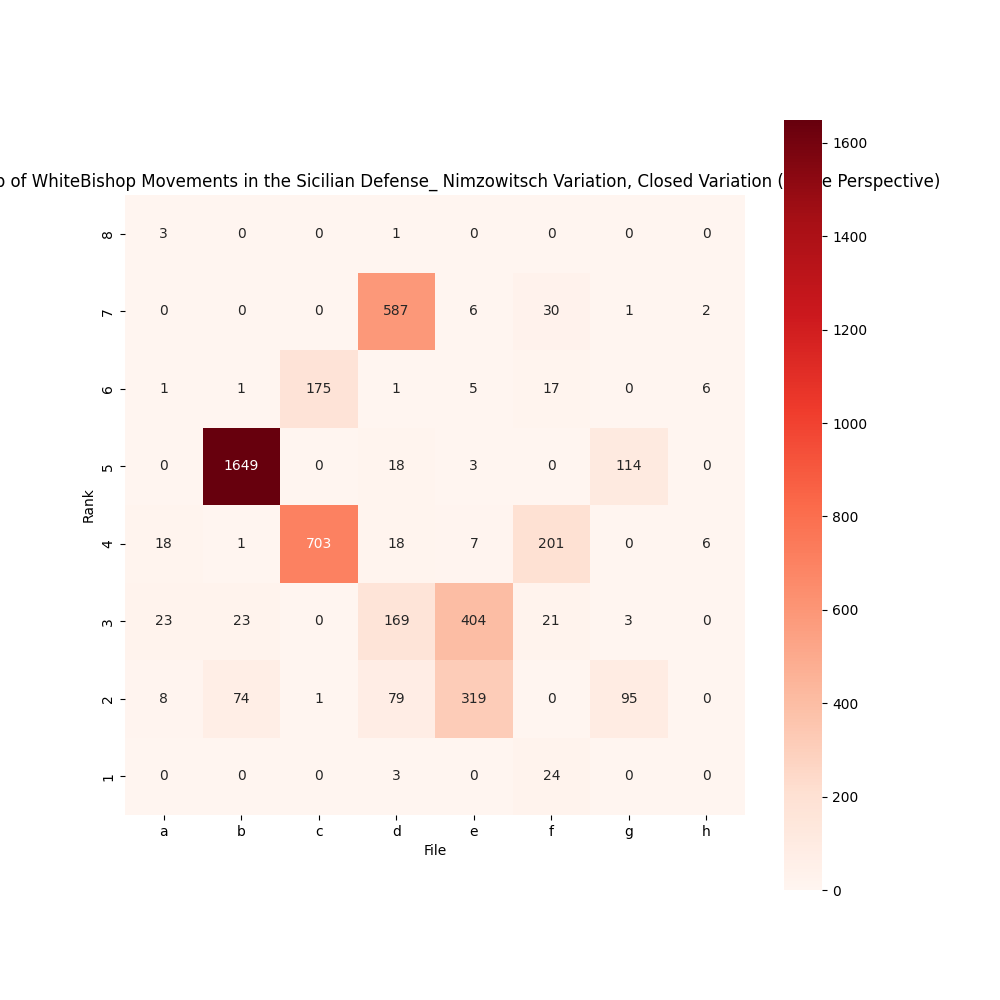 of WhiteBishop Movements in the Sicilian Defense_ Nimzowitsch Variation, Closed Variation ( Perspective)
1600
1400
1200
1000
800
600
400
200
0
Rank
8 3 0 0 1 0 0 0 0
7 0 0 0 587 6 30 1 2
6 1 1 175 1 5 17 0 6
5 0 1649 0 18 3 0 114 0
4 18 1 703 18 7 201 0 6
3 23 23 0 169 404 21 3 0
2 8 74 1 79 319 0 95 0
1 0 0 0 3 0 24 0 0
a b c d e f g h
File